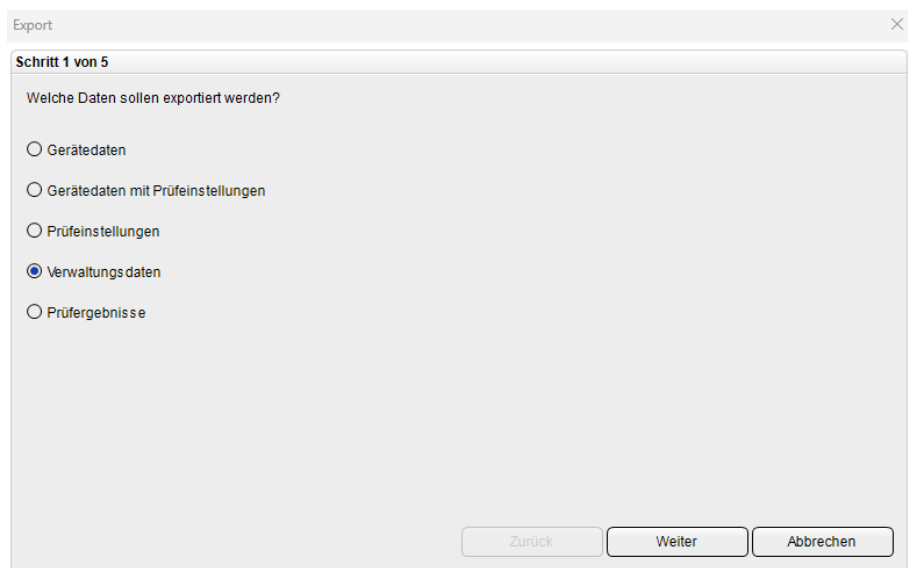 Export
Schritt 1 von 5
Welche Daten sollen exportiert werden?
Gerätedaten
Gerätedaten mit Prüfeinstellungen
Prüfeinstellungen
Verwaltungsdaten
Prüfergebnisse
Zurück Weiter Abbrechen